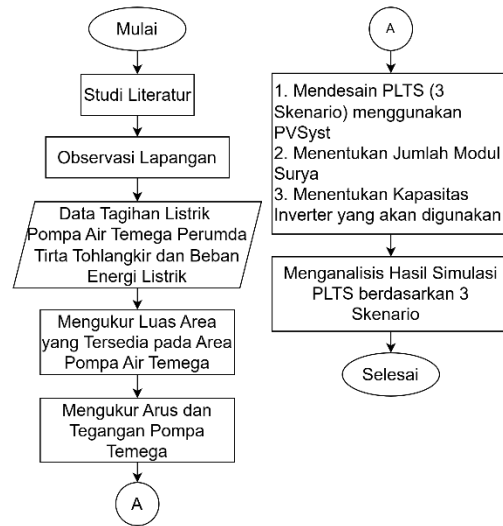 Mulai
Studi Literatur
Observasi Lapangan
Data Tagihan Listrik
Pompa Air Temega Perumda
Tirta Tohlangkir dan Beban
Energi Listrik
Mengukur Luas Area
yang Tersedia pada Area
Pompa Air Temega
Mengukur Arus dan
Tegangan Pompa
Temega
A
A
1. Mendesain PLTS (3
Skenario) menggunakan
PVSyst
2. Menentukan Jumlah Modul
Surya
3. Menentukan Kapasitas
Inverter yang akan digunakan
Menganalisis Hasil Simulasi
PLTS berdasarkan 3
Skenario
Selesai